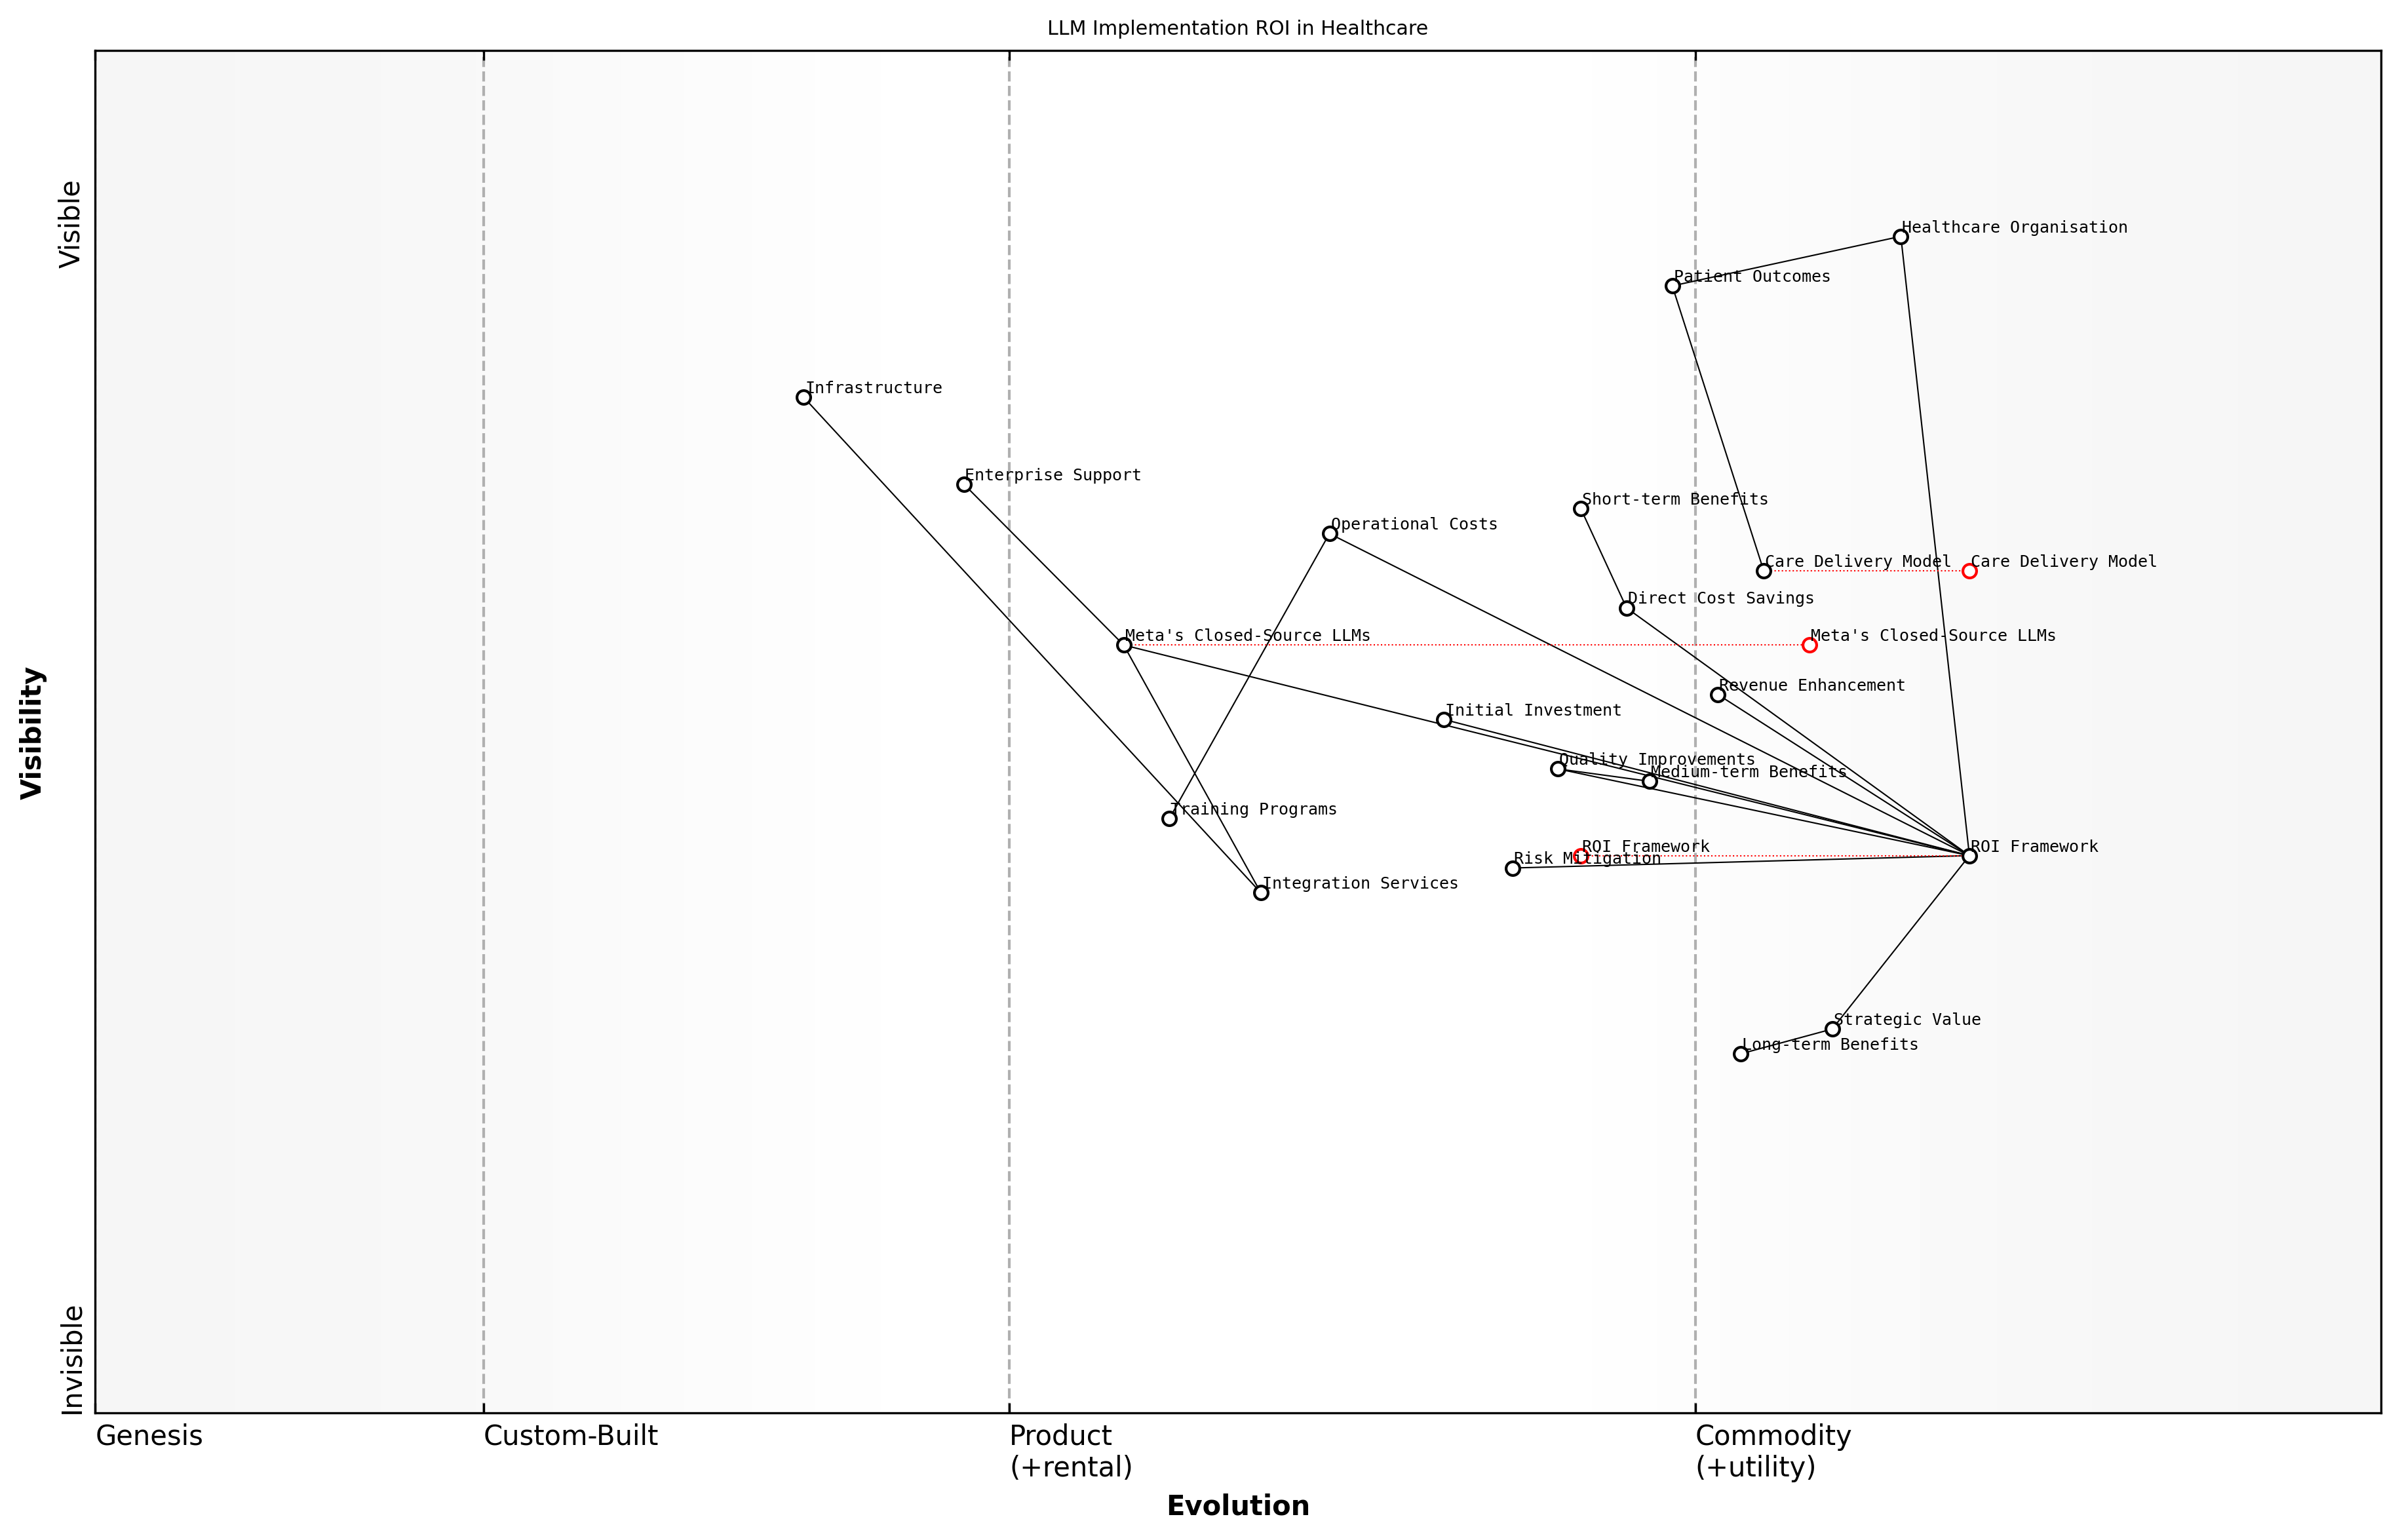 LLM Implementation ROI in Healthcare
Visible
Healthcare Organisation
Patient Outcomes
Infrastructure
Enterprise Support
Short-term Benefits
Operational Costs
Care Delivery Model
Care Delivery Model
Direct Cost Savings
Meta's Closed-Source LLMs
Meta's Closed-Source LLMs
Revenue Enhancement
Initial Investment
Quality Improvements
Medium-term Benefits
Training Programs
ROI Framework
ROI Framework
Risk Mitigation
Integration Services
Strategic Value
Long-term Benefits
Visibility
Invisible
Genesis
Custom-Built
Product
(+rental)
Commodity
(+utility)
Evolution